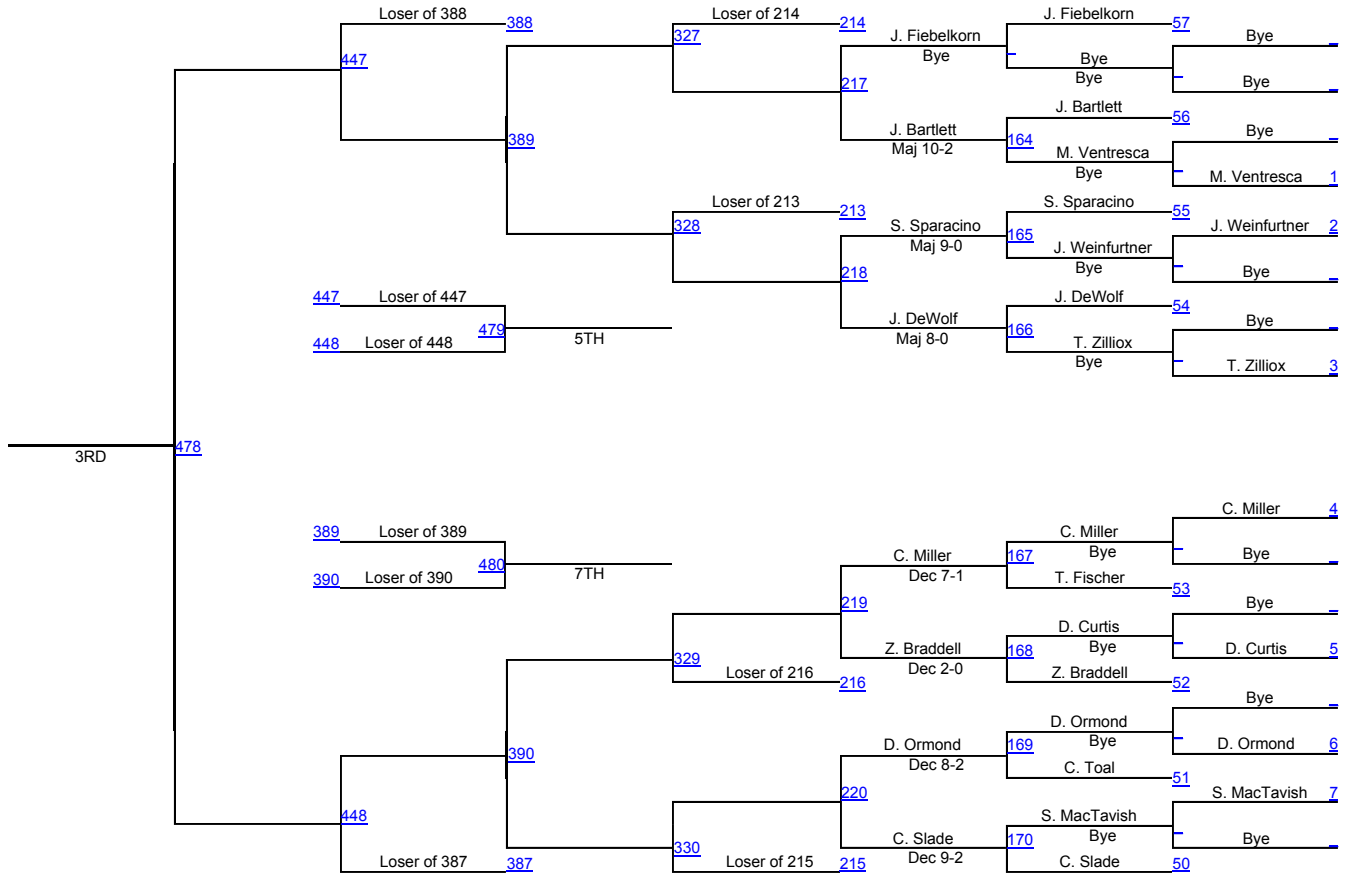 Loser of 388 388
Loser of 214 214
J. Fiebelkorn 57
327
J. Fiebelkorn
Bye
Bye
Bye
Bye
Bye
447
217
J. Bartlett 56
389
J. Bartlett
Maj 10-2
164
M. Ventresca
Bye
Bye
M. Ventresca 1
Loser of 213 213
S. Sparacino 55
328
S. Sparacino
Maj 9-0
165
J. Weinfurtner
Bye
J. Weinfurtner 2
Bye
218
447 Loser of 447
448 Loser of 448
479
5TH
J. DeWolf 54
J. DeWolf
Maj 8-0
166
T. Zilliox
Bye
Bye
T. Zilliox 3
478
3RD
C. Miller 4
389 Loser of 389
390 Loser of 390
480
7TH
C. Miller
Dec 7-1
167
C. Miller
Bye
Bye
T. Fischer 53
219
Bye
D. Curtis
Bye
D. Curtis 5
329
Z. Braddell
Dec 2-0
168
Loser of 216 216
Z. Braddell 52
Bye
390
D. Ormond
Dec 8-2
169
D. Ormond
Bye
D. Ormond 6
C. Toal 51
220
S. MacTavish 7
448
S. MacTavish
Bye
Bye
330
C. Slade
Dec 9-2
170
Loser of 387 387
Loser of 215 215
C. Slade 50